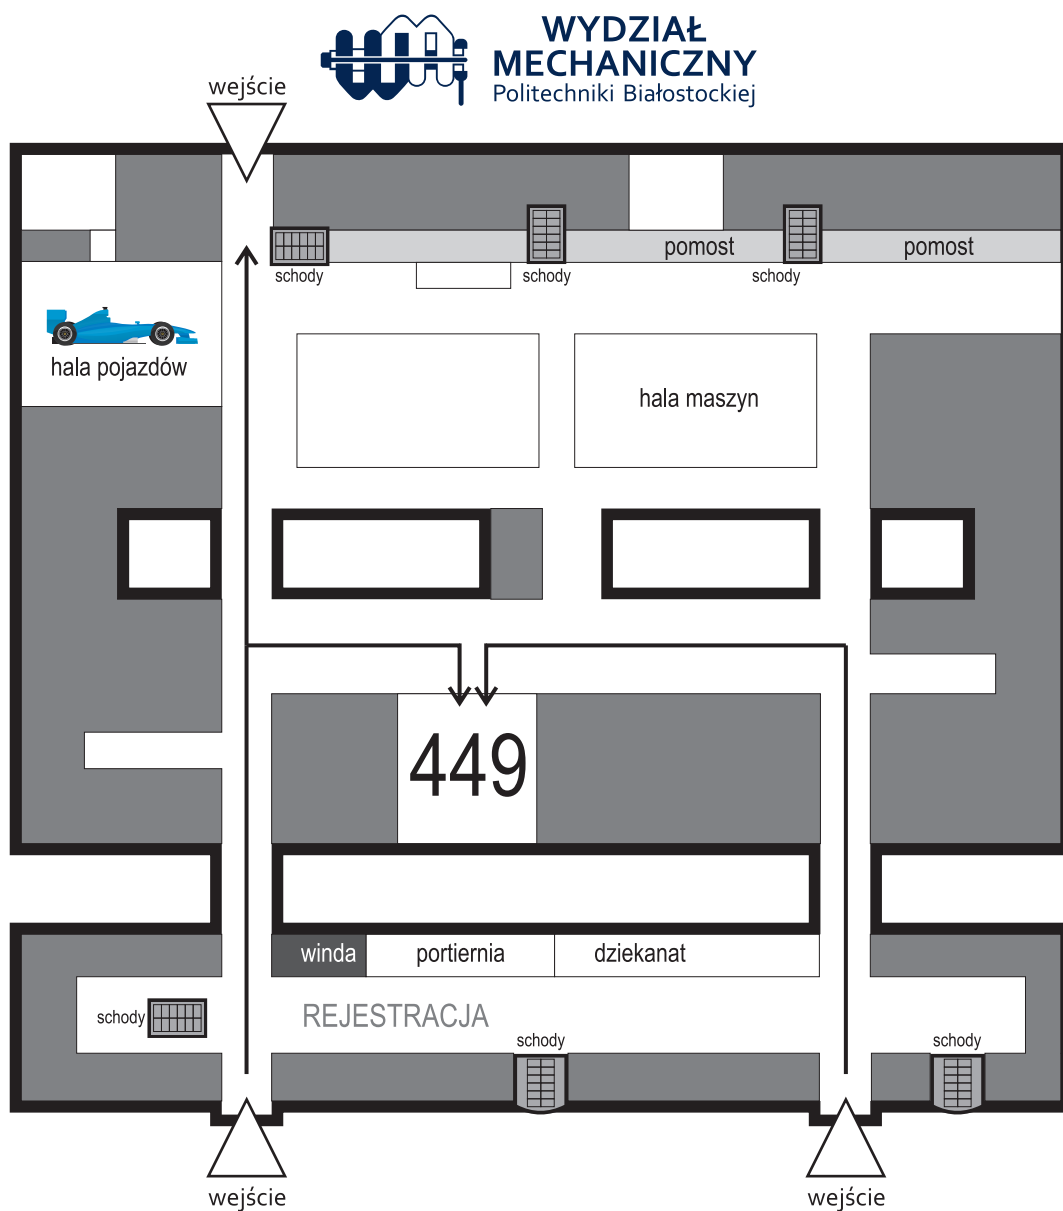 WYDZIAŁ
MECHANICZNY
Politechniki Białostockiej
wejście
pomost
pomost
schody
schody
schody
hala pojazdów
hala maszyn
449
winda
portiernia
dziekanat
schody
REJESTRACJA
schody
schody
wejście
wejście